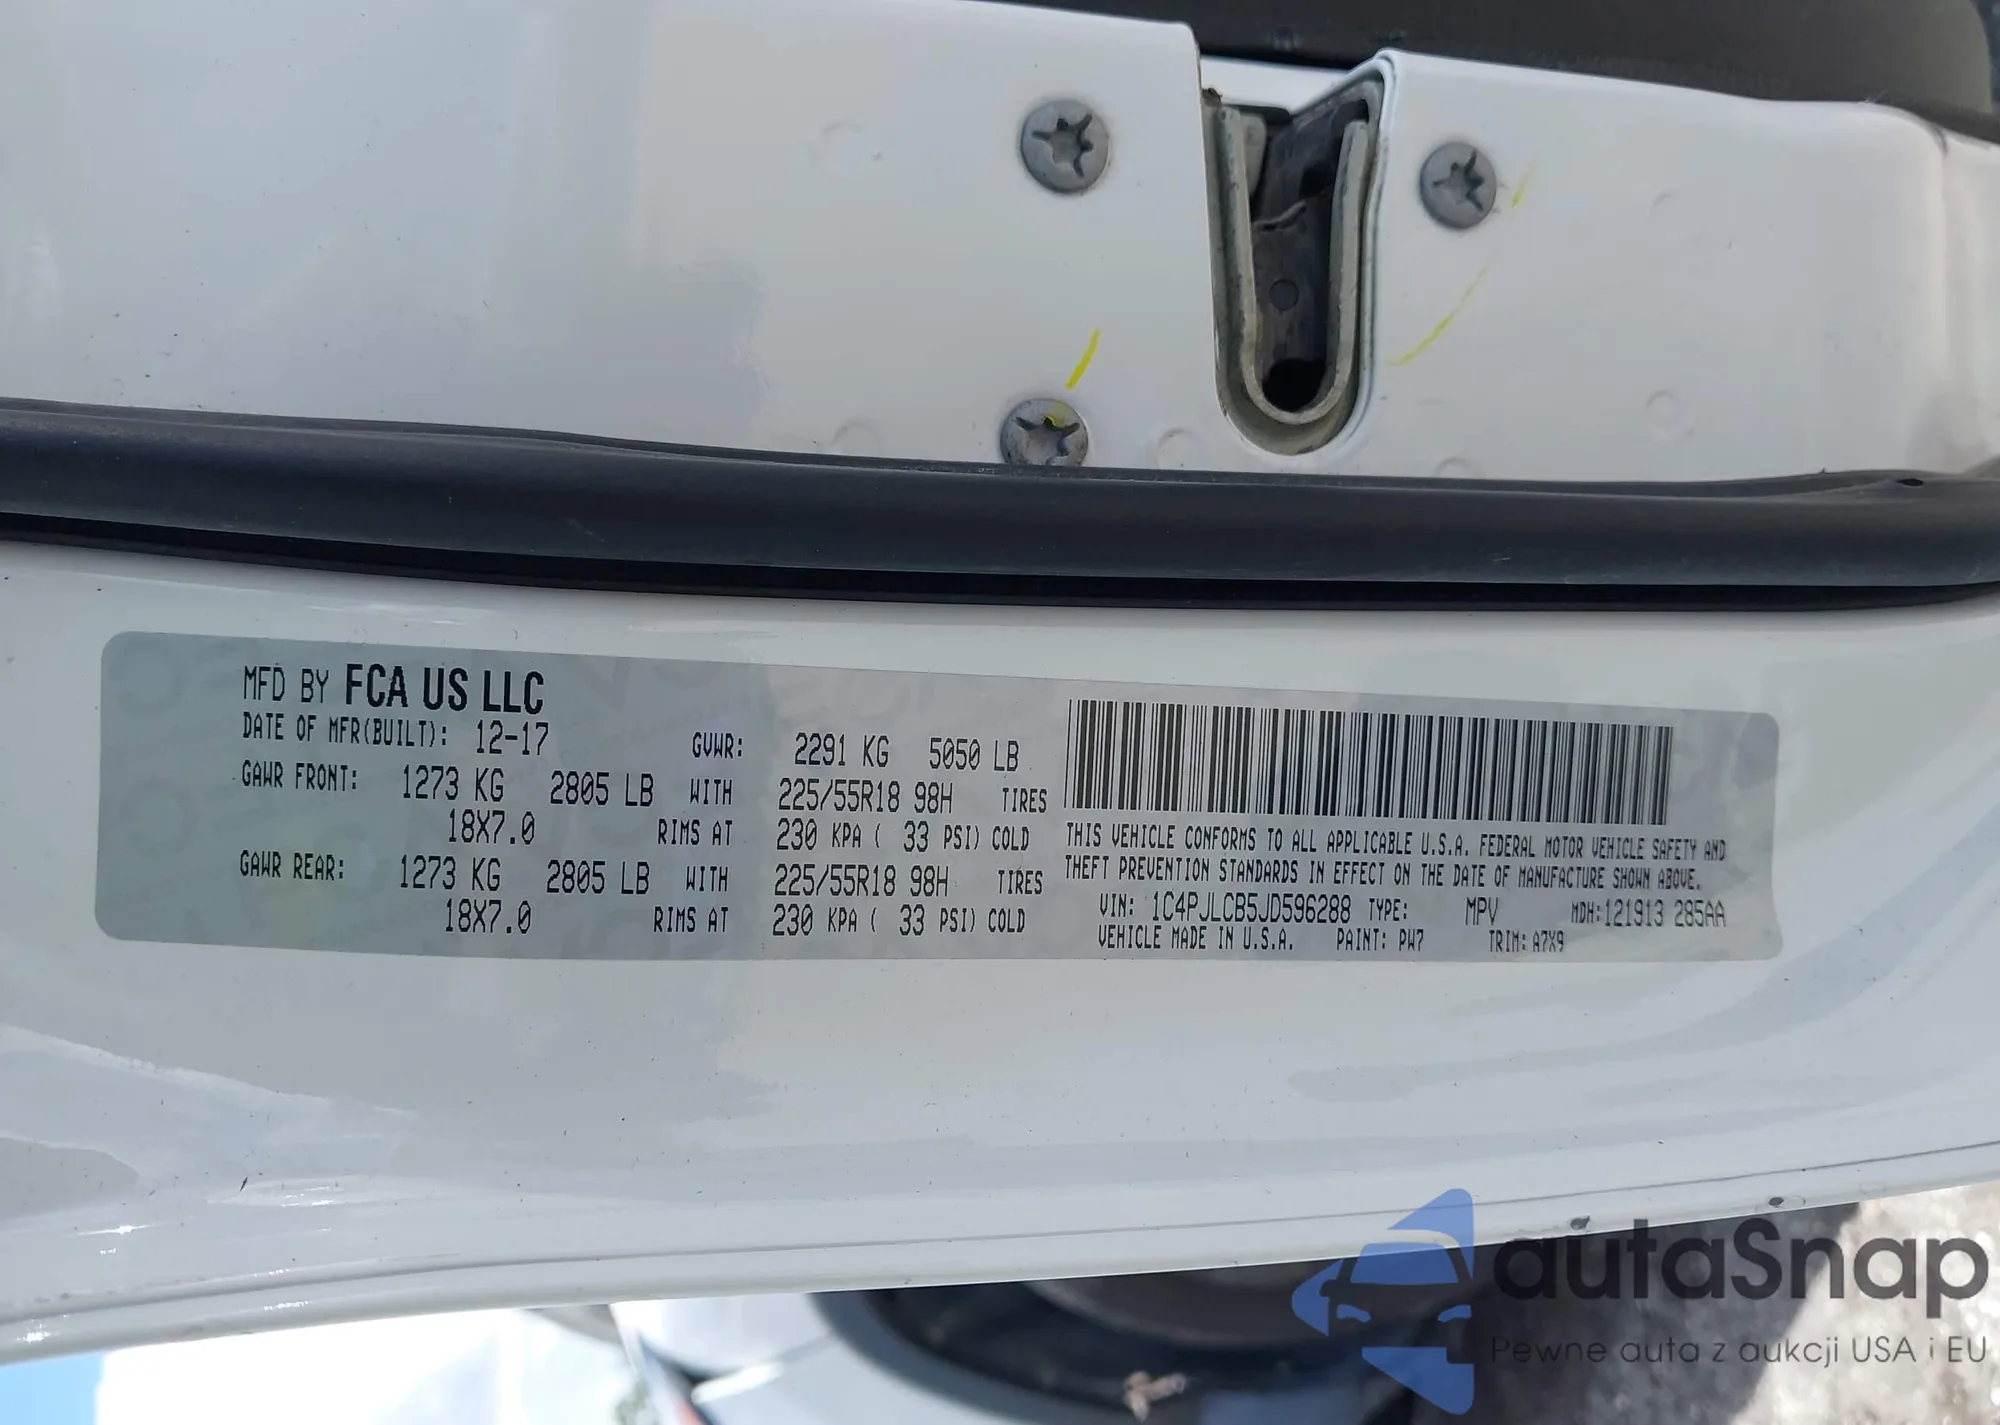 MFD BY FCA US LLC
DATE OF MFR(BUILT): 12-17 GVWR: 2291 KG 5050 LB
GAWR FRONT: 1273 KG 2805 LB WITH 225/55R18 98H TIRES
18X7.0 RIMS AT 230 KPA ( 33 PSI) COLD
GAWR REAR: 1273 KG 2805 LB WITH 225/55R18 98H TIRES
18X7.0 RIMS AT 230 KPA ( 33 PSI) COLD
THIS VEHICLE CONFORMS TO ALL APPLICABLE U.S.A. FEDERAL MOTOR VEHICLE SAFETY AND
THEFT PREVENTION STANDARDS IN EFFECT ON THE DATE OF MANUFACTURE SHOWN ABOVE.
VIN: 1C4PJLCB5JD596288 TYPE: MPV MDH:121913 285AA
VEHICLE MADE IN U.S.A. PAINT: PW7 TRIM: A7X9
autaSnap
Pewne auta z aukcji USA i EU